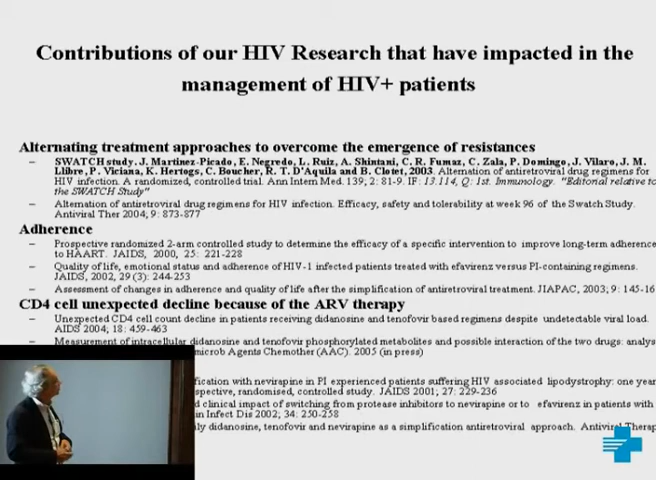 Contributions of our HIV Research that have impacted in the
management of HIV+ patients
Alternating treatment approaches to overcome the emergence of resistances
– SWATCH study. J. Martinez-Picado, E. Negredo, L. Ruiz, A. Shintani, C. R. Fumaz, C. Zala, P. Domingo, J. Vilaro, J. M.
Llibre, P. Viciana, K. Hertogs, C. Boucher, R. T. D'Aquila and B. Clotet, 2003. Alternation of antiretroviral drug regimens for
HIV infection. A randomized, controlled trial. Ann Intern Med. 139; 2: 81-9. IF: 13.114, Q: 1st. Immunology. "Editorial relative to
the SWATCH Study"
– Alternation of antiretroviral drug regimens for HIV infection. Efficacy, safety and tolerability at week 96 of the Swatch Study.
Antiviral Ther 2004; 9: 873-877
Adherence
– Prospective randomized 2-arm controlled study to determine the efficacy of a specific intervention to improve long-term adherence
to HAART. JAIDS, 2000, 25: 221-228
– Quality of life, emotional status and adherence of HIV-1 infected patients treated with efavirenz versus PI-containing regimens.
JAIDS, 2002, 29 (3): 244-253
– Assessment of changes in adherence and quality of life after the simplification of antiretroviral treatment. JIAPAC, 2003; 9: 145-16
CD4 cell unexpected decline because of the ARV therapy
– Unexpected CD4 cell count decline in patients receiving didanosine and tenofovir based regimens despite undetectable viral load.
AIDS 2004; 18: 459-463
– Measurement of intracellular didanosine and tenofovir phosphorylated metabolites and possible interaction of the two drugs: analys
microb Agents Chemother (AAC). 2005 (in press)
fication with nevirapine in PI experienced patients suffering HIV associated lipodystrophy: one year
spective, randomised, controlled study. JAIDS 2001; 27: 229-236
d clinical impact of switching from protease inhibitors to nevirapine or to efavirenz in patients with
n Infect Dis 2002; 34: 250-258
ly didanosine, tenofovir and nevirapine as a simplification antiretroviral approach. Antiviral Therap